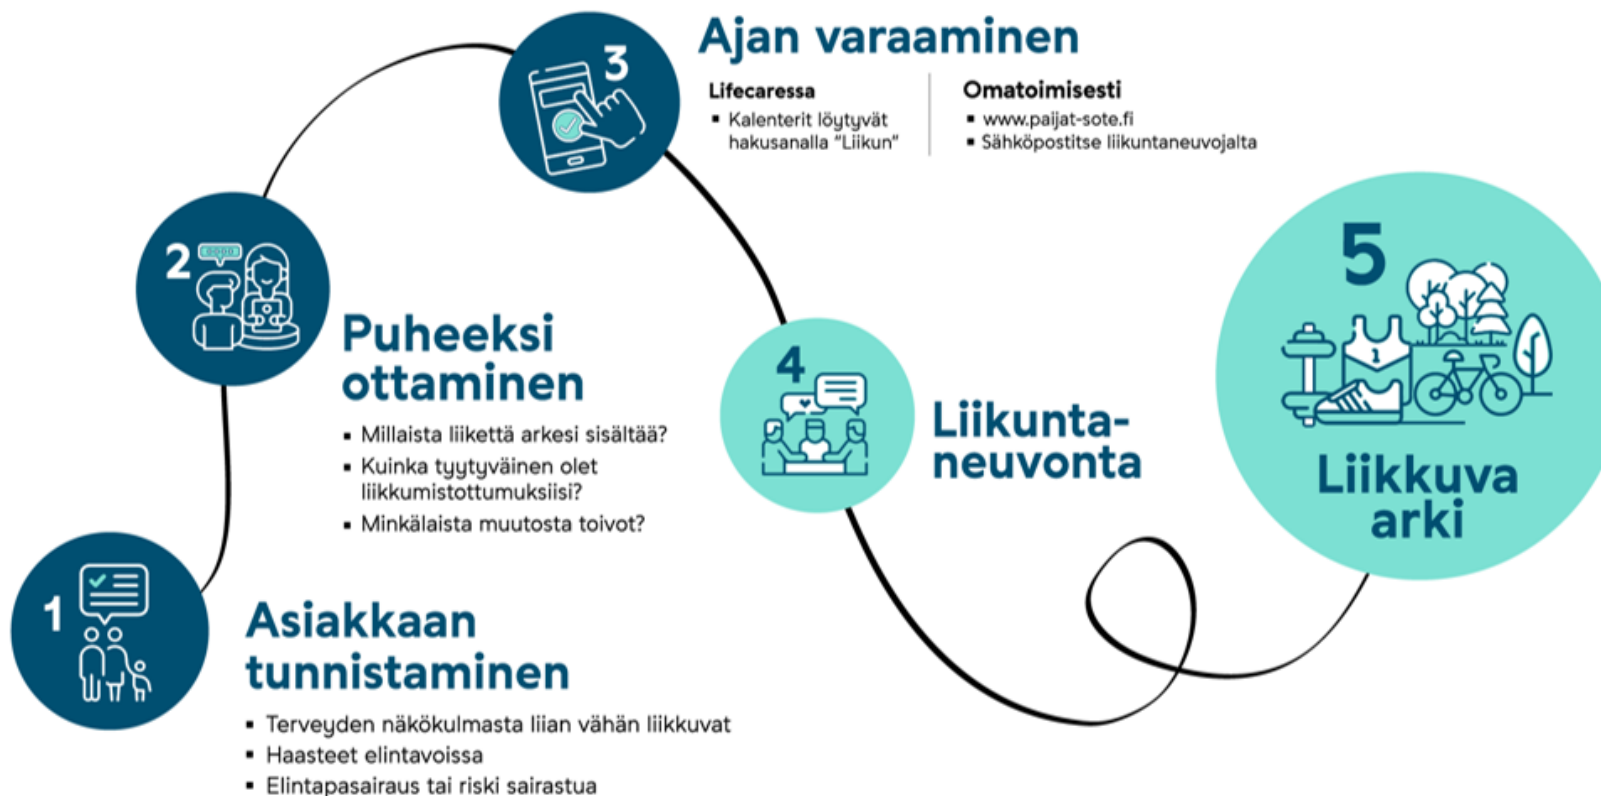 1
Asiakkaan
tunnistaminen
▪ Terveyden näkökulmasta liian vähän liikkuvat
▪ Haasteet elintavoissa
▪ Elintapasairaus tai riski sairastua
2
Puheeksi
ottaminen
▪ Millaista liikettä arkesi sisältää?
▪ Kuinka tyytyväinen olet
liikkumistottumuksiisi?
▪ Minkälaista muutosta toivot?
3
Ajan varaaminen
Lifecaressa
▪ Kalenterit löytyvät
hakusanalla "Liikun"
Omatoimisesti
▪ www.paijat-sote.fi
▪ Sähköpostitse liikuntaneuvojalta
4
Liikunta-
neuvonta
5
1
Liikkuva
arki